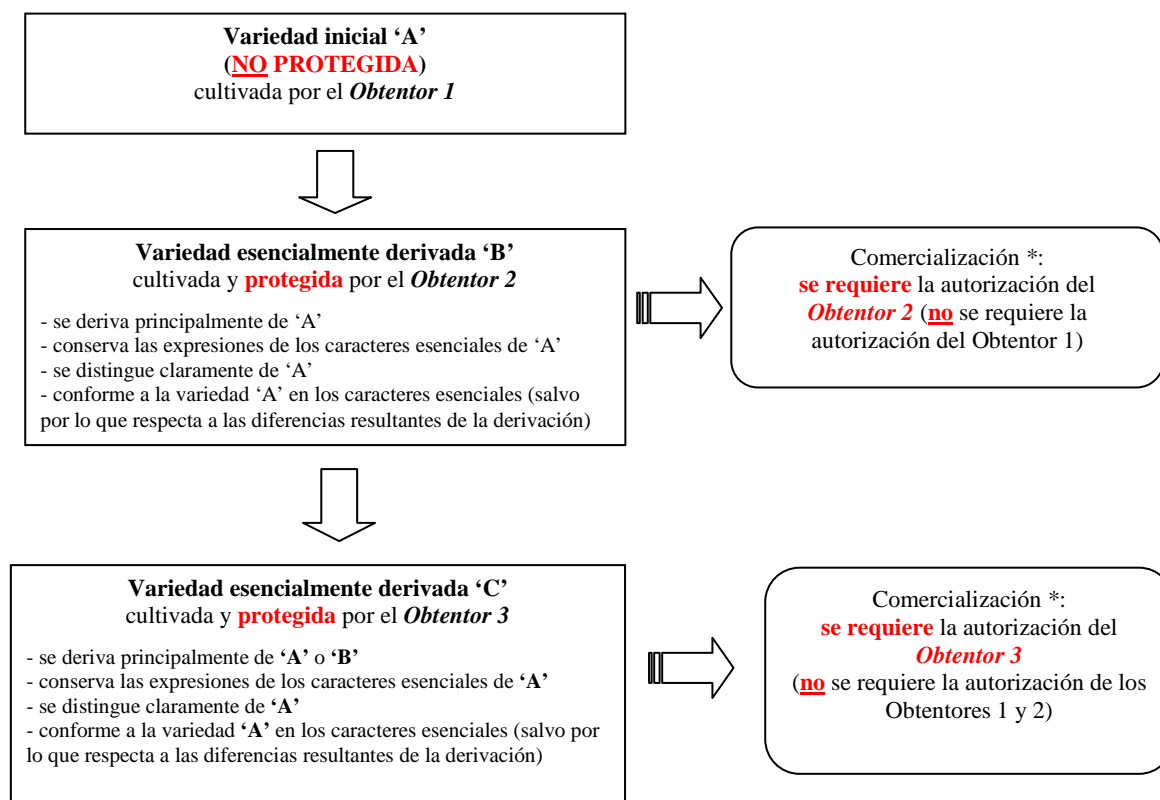 Variedad inicial ‘A’
(NO PROTEGIDA)
cultivada por el Obtentor 1
Variedad esencialmente derivada ‘B’
cultivada y protegida por el Obtentor 2
- se deriva principalmente de ‘A’
- conserva las expresiones de los caracteres esenciales de ‘A’
- se distingue claramente de ‘A’
- conforme a la variedad ‘A’ en los caracteres esenciales (salvo
por lo que respecta a las diferencias resultantes de la derivación)
Comercialización *:
se requiere la autorización del
Obtentor 2 (no se requiere la
autorización del Obtentor 1)
Variedad esencialmente derivada ‘C’
cultivada y protegida por el Obtentor 3
- se deriva principalmente de ‘A’ o ‘B’
- conserva las expresiones de los caracteres esenciales de ‘A’
- se distingue claramente de ‘A’
- conforme a la variedad ‘A’ en los caracteres esenciales (salvo por
lo que respecta a las diferencias resultantes de la derivación)
Comercialización *:
se requiere la autorización del
Obtentor 3
(no se requiere la autorización de los
Obtentores 1 y 2)